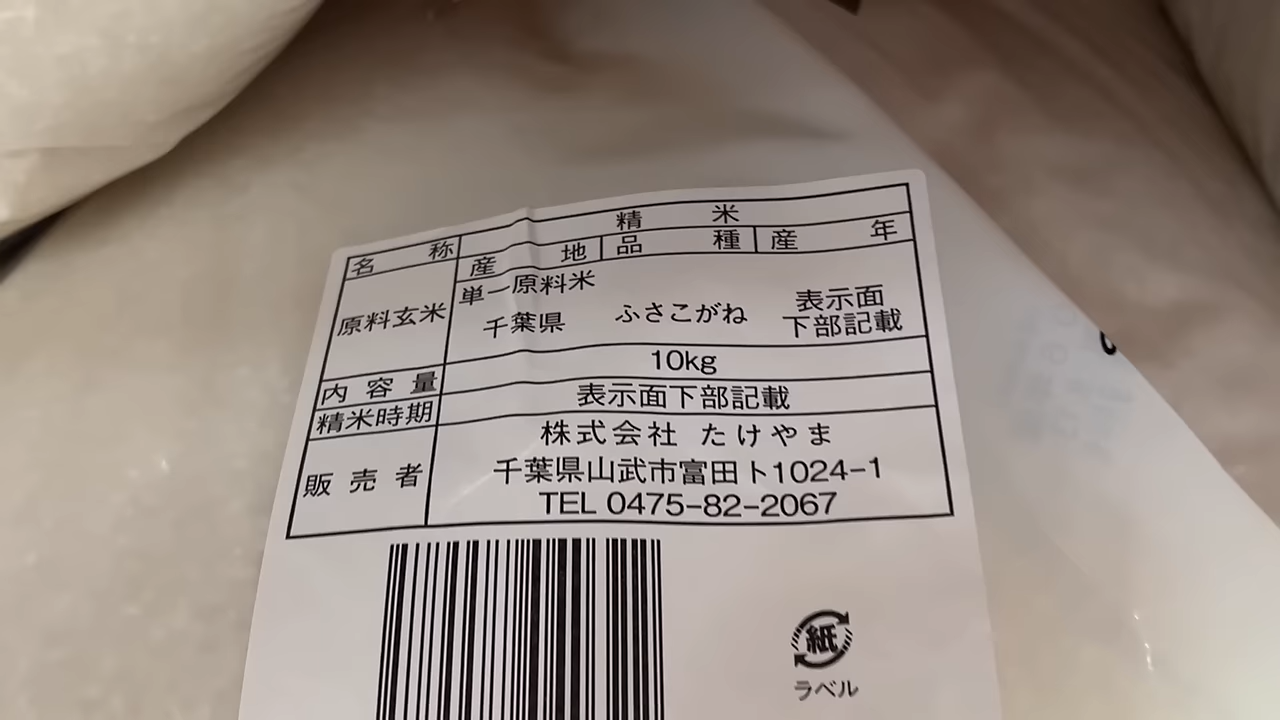 名称 精米
原料玄米 産地 品種 産年
単一原料米
千葉県 ふさこがね 表示面下部記載
内容量 10kg
精米時期 表示面下部記載
販売者 株式会社 たけやま
千葉県山武市富田ト1024-1
TEL 0475-82-2067
紙
ラベル